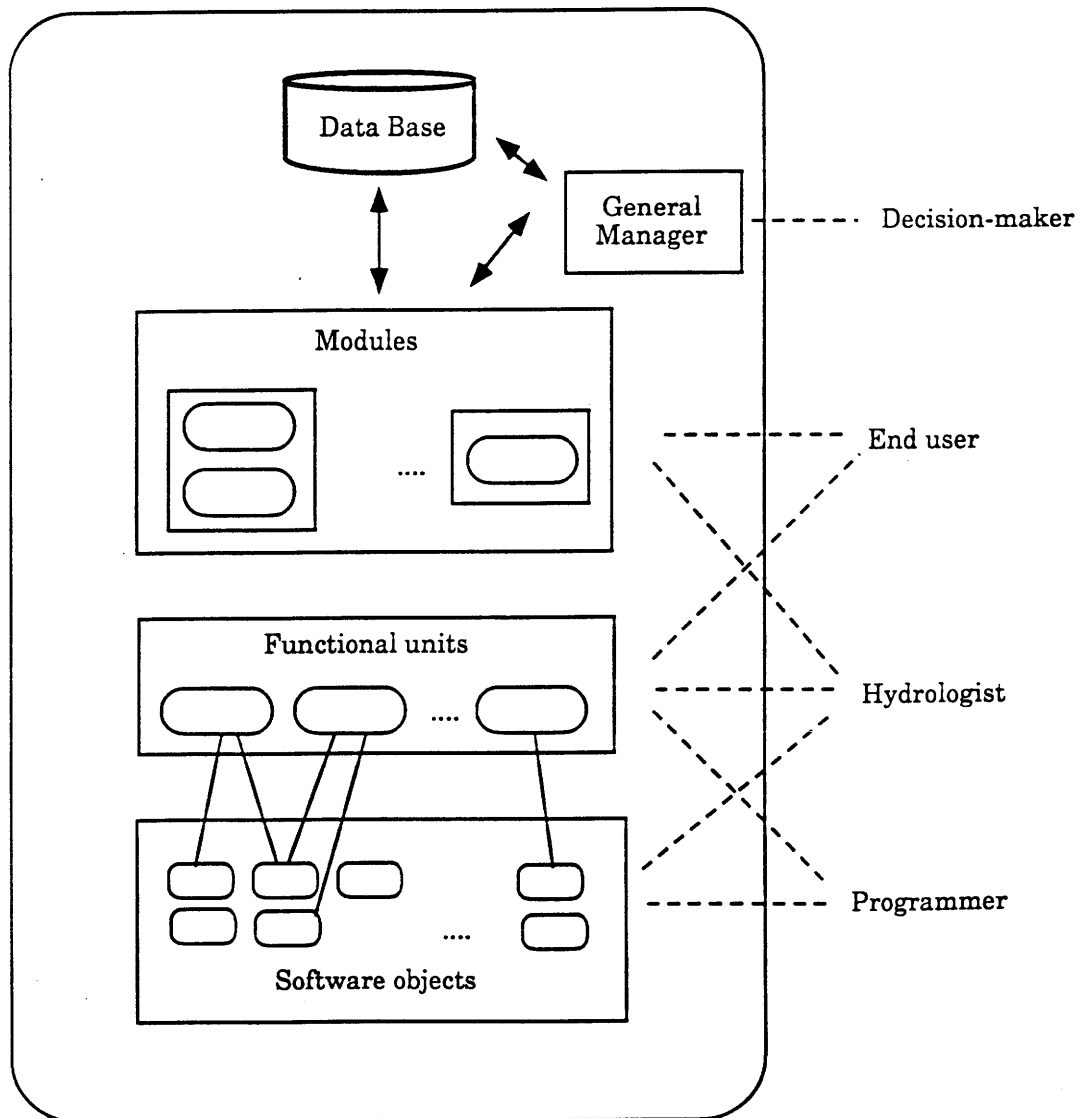 Data Base
General
Manager
Decision-maker
Modules
....
End user
Functional units
....
Hydrologist
....
Programmer
Software objects